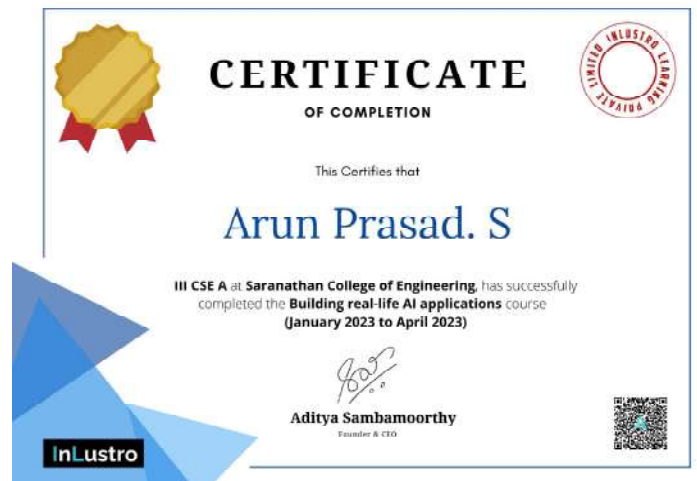 CERTIFICATE
OF COMPLETION
INLUSTRO LEARNING PRIVATE LIMITED
This Certifies that
Arun Prasad. S
III CSE A at Saranathan College of Engineering, has successfully
completed the Building real-life AI applications course
(January 2023 to April 2023)
Aditya Sambamoorthy
Founder & CEO
InLustro